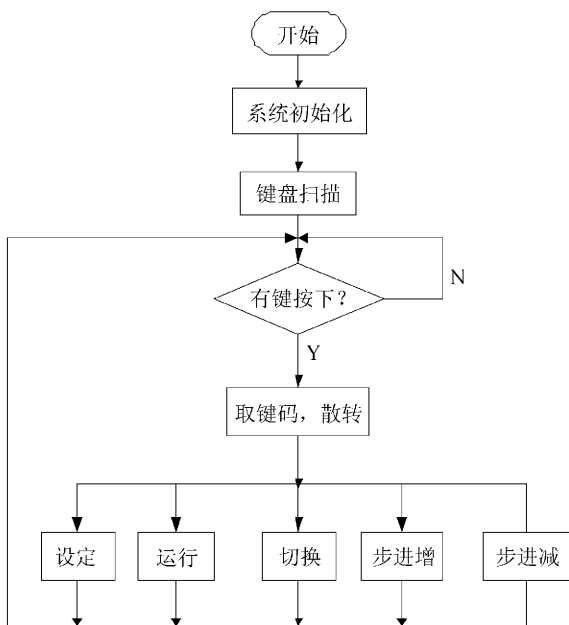 开始
系统初始化
键盘扫描
有键按下？
N
Y
取键码，散转
设定
运行
切换
步进增
步进减